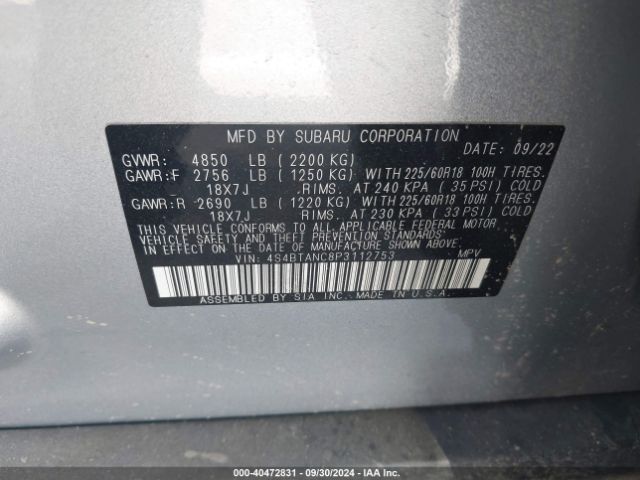 MFD BY SUBARU CORPORATION
DATE: 09/22
GVWR: 4850 LB (2200 KG)
GAWR:F 2756 LB (1250 KG) WITH 225/60R18 100H TIRES.
18X7J RIMS. AT 240 KPA (35 PSI) COLD
GAWR:R 2690 LB (1220 KG) WITH 225/60R18 100H TIRES.
18X7J RIMS. AT 230 KPA (33 PSI) COLD
THIS VEHICLE CONFORMS TO ALL APPLICABLE FEDERAL MOTOR
VEHICLE SAFETY AND THEFT PREVENTION STANDARDS
IN EFFECT ON THE DATE OF MANUFACTURE SHOWN ABOVE.
VIN: 4S4BTANC8P3112753 MPV
ASSEMBLED BY SIA INC. MADE IN U.S.A.
000-40472831 - 09/30/2024 - IAA Inc.